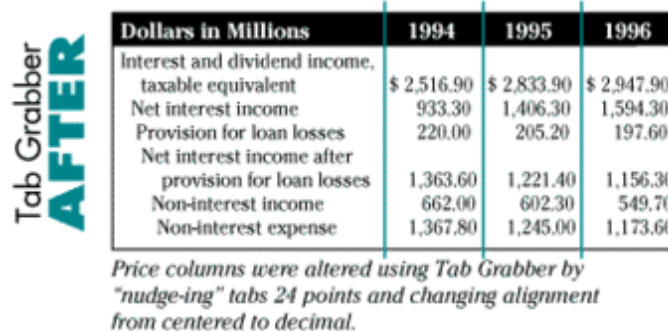 Tab Grabber
AFTER
Dollars in Millions 1994 1995 1996
Interest and dividend income,
taxable equivalent $ 2,516.90 $ 2,833.90 $ 2,947.90
Net interest income 933.30 1,406.30 1,594.30
Provision for loan losses 220.00 205.20 197.60
Net interest income after
provision for loan losses 1,363.60 1,221.40 1,156.30
Non-interest income 662.00 602.30 549.70
Non-interest expense 1,367.80 1,245.00 1,173.60
Price columns were altered using Tab Grabber by
"nudge-ing" tabs 24 points and changing alignment
from centered to decimal.